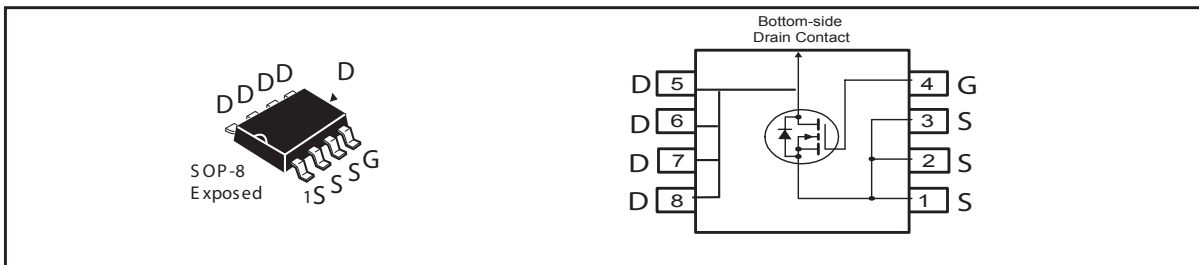 D D D D D
SOP-8
Exposed
1S S S G
Bottom-side
Drain Contact
D 5 4 G
D 6 3 S
D 7 2 S
D 8 1 S